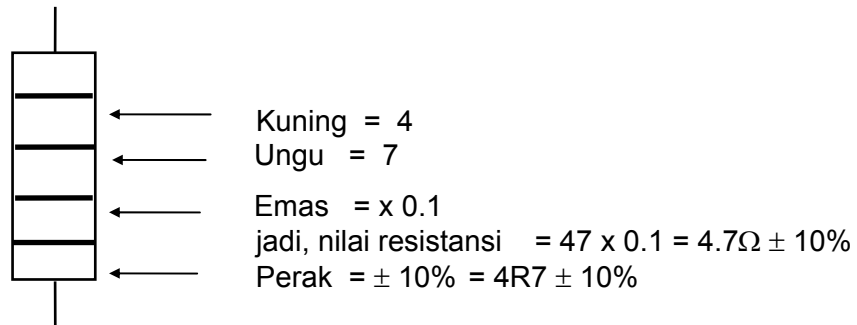 Kuning = 4
Ungu = 7
Emas = x 0.1
jadi, nilai resistansi = 47 x 0.1 = 4.7Ω ± 10%
Perak = ± 10% = 4R7 ± 10%